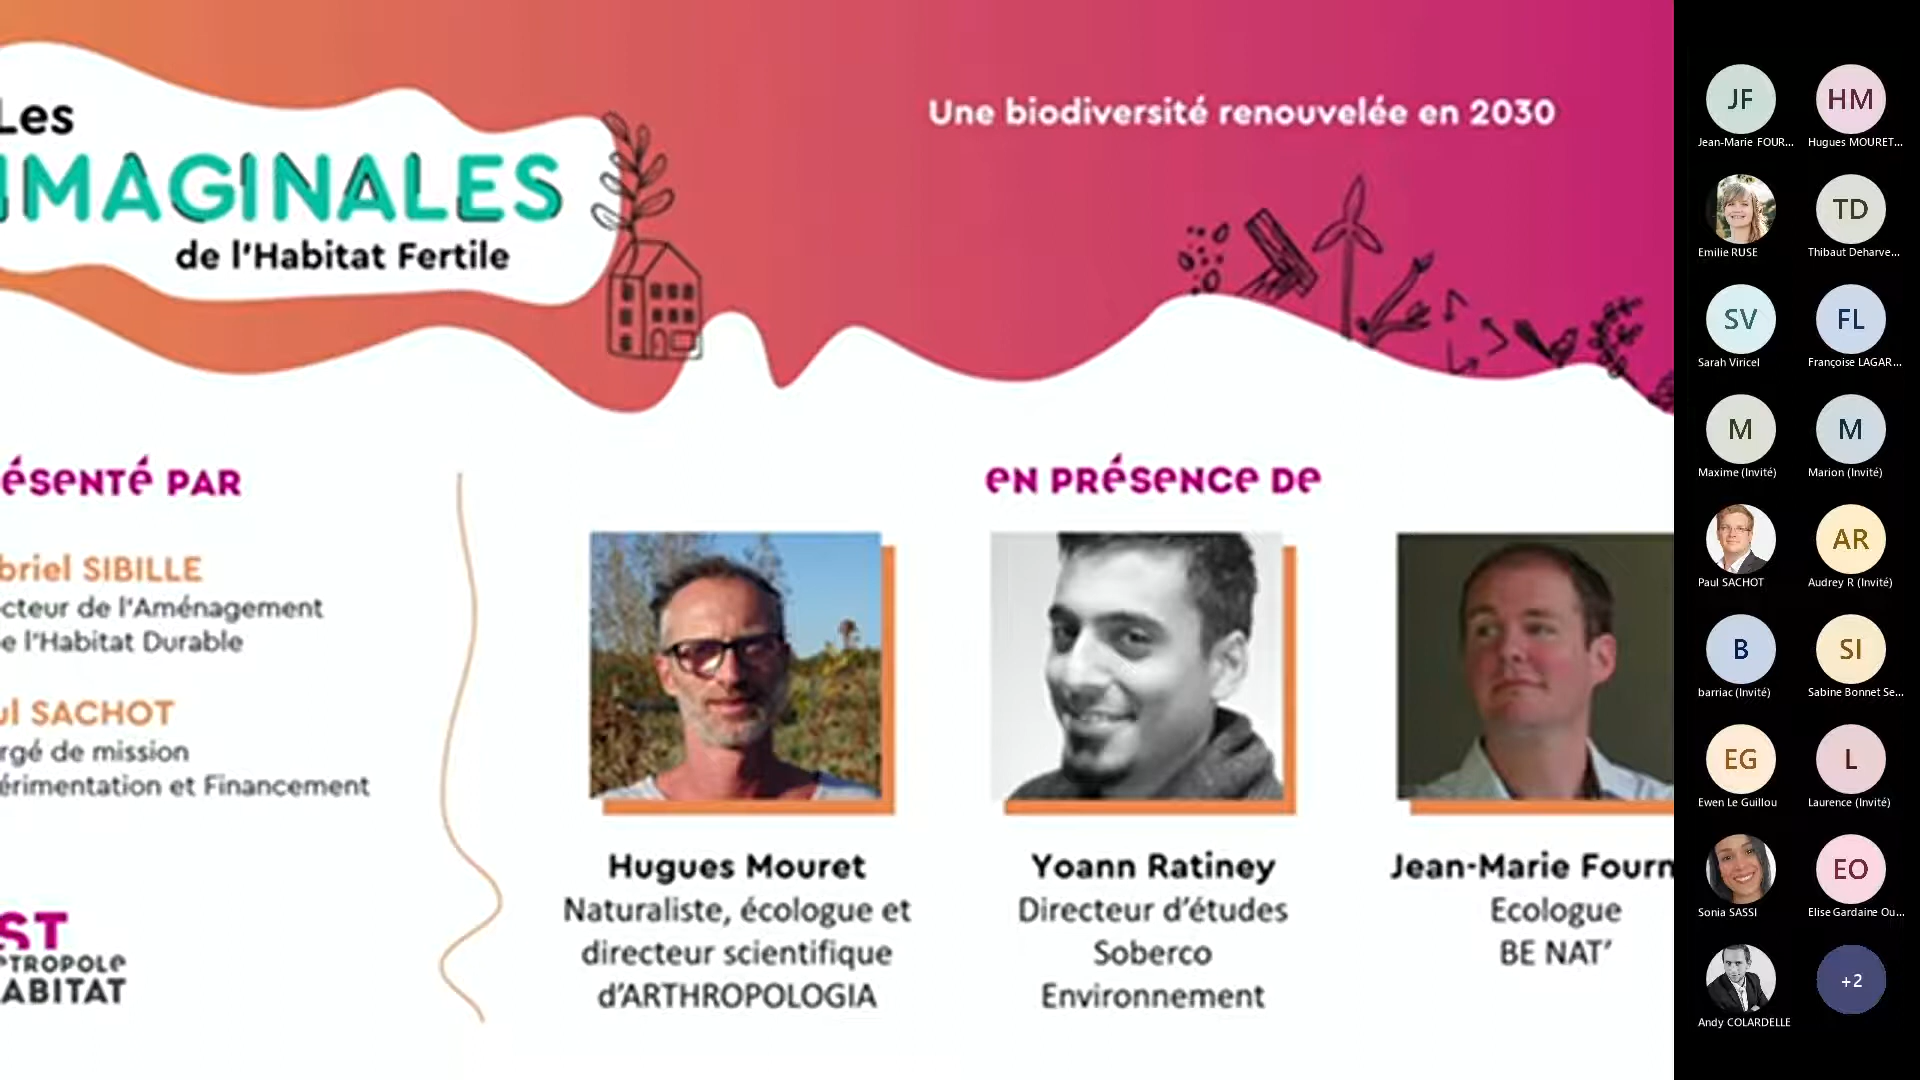 Les
IMAGINALES
de l'Habitat Fertile
Une biodiversité renouvelée en 2030
ésenté par
briel SIBILLE
cteur de l'Aménagement
e l'Habitat Durable
ul SACHOT
rgé de mission
érimentation et Financement
ST
étropole
ABITAT
en présence de
Hugues Mouret
Naturaliste, écologue et
directeur scientifique
d'ARTHROPOLOGIA
Yoann Ratiney
Directeur d'études
Soberco
Environnement
Jean-Marie Fourn
Ecologue
BE NAT'
JF
Jean-Marie FOUR...
HM
Hugues MOURET...
Emilie RUSE
TD
Thibaut Deharve...
SV
Sarah Viricel
FL
Françoise LAGAR...
M
Maxime (Invité)
M
Marion (Invité)
Paul SACHOT
AR
Audrey R (Invité)
B
barriac (Invité)
SI
Sabine Bonnet Se...
EG
Ewen Le Guillou
L
Laurence (Invité)
Sonia SASSI
EO
Elise Gardaine Ou...
Andy COLARDELLE
+2